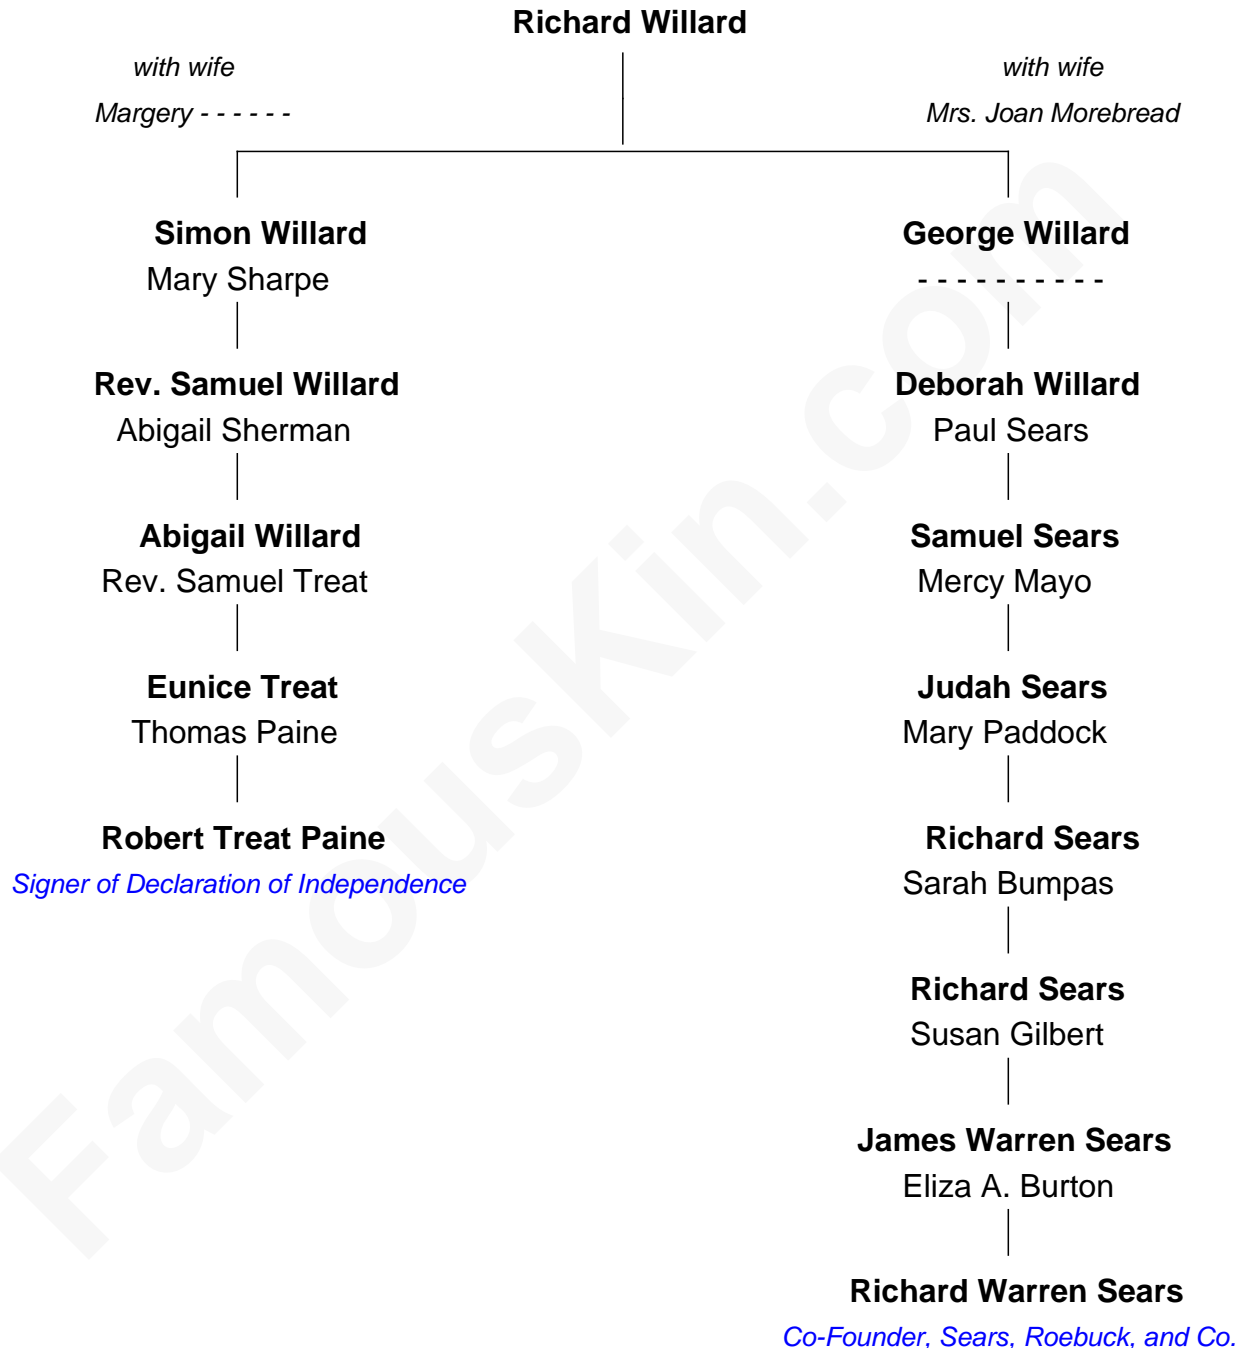 Richard Willard
with wife
Margery - - - - - -
with wife
Mrs. Joan Morebread
Simon Willard
Mary Sharpe
George Willard
- - - - - - - - - -
Rev. Samuel Willard
Abigail Sherman
Deborah Willard
Paul Sears
Abigail Willard
Rev. Samuel Treat
Samuel Sears
Mercy Mayo
Eunice Treat
Thomas Paine
Judah Sears
Mary Paddock
Robert Treat Paine
Signer of Declaration of Independence
Richard Sears
Sarah Bumpas
Richard Sears
Susan Gilbert
James Warren Sears
Eliza A. Burton
Richard Warren Sears
Co-Founder, Sears, Roebuck, and Co.
FamousKin.com